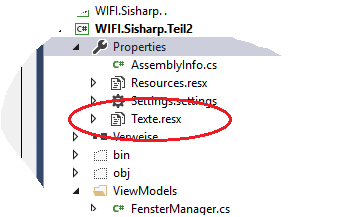 WIFI.Sisharp..
C# WIFI.Sisharp.Teil2
Properties
C# AssemblyInfo.cs
Resources.resx
Settings.settings
Texte.resx
Verweise
bin
obj
ViewModels
C# FensterManager.cs